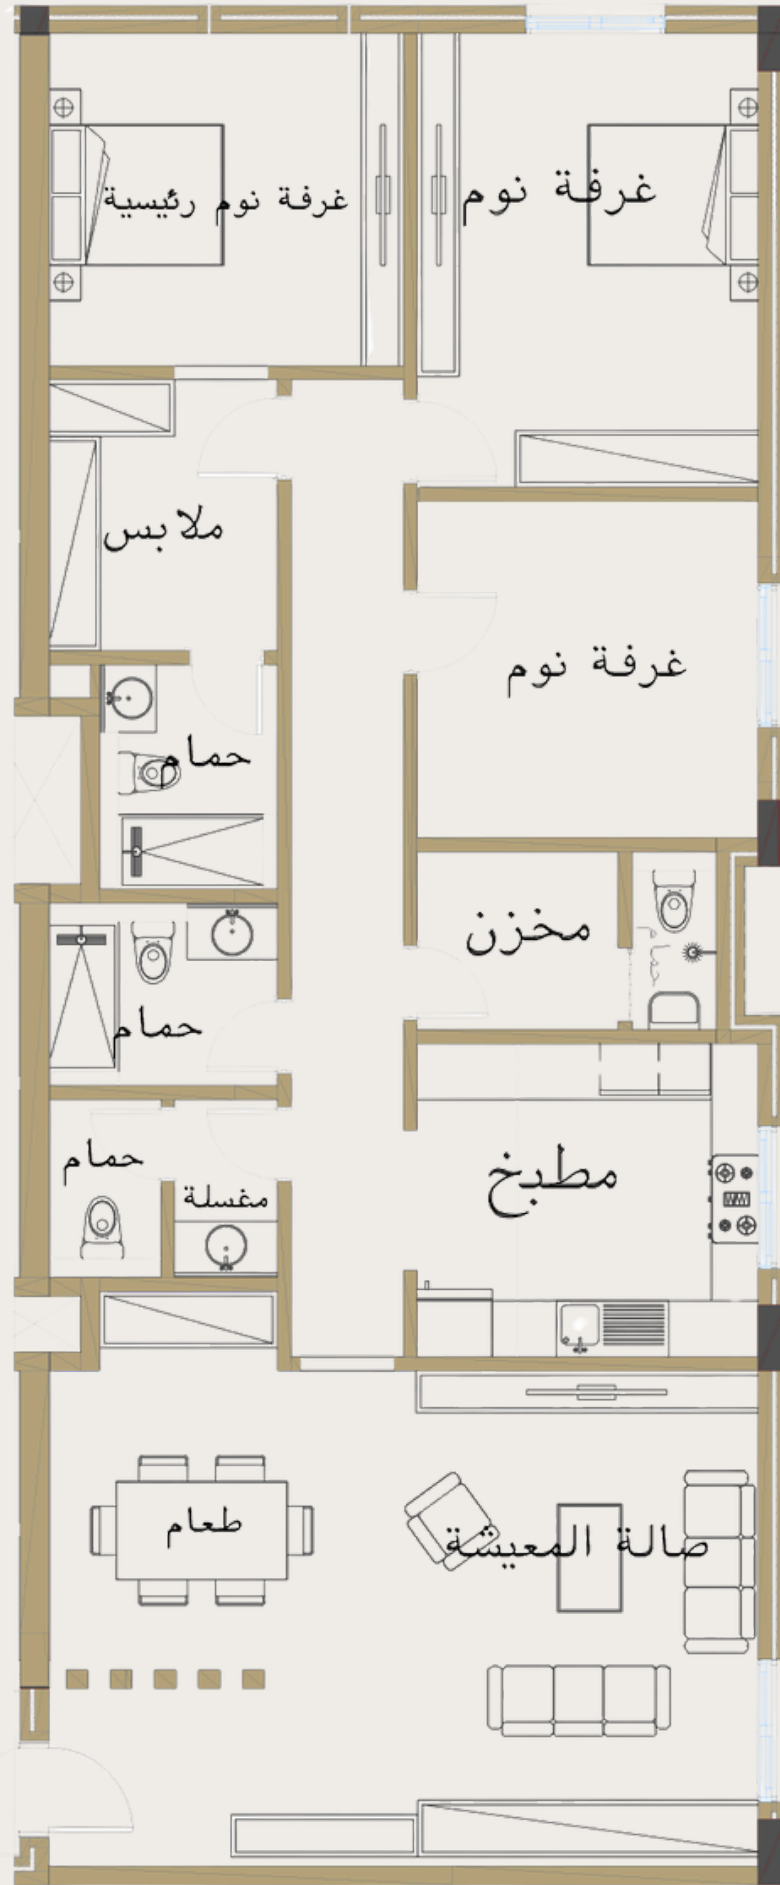 غرفة نوم
غرفة نوم رئيسية
ملابس
غرفة نوم
حمام
مخزن
حمام
حمام
حمام
مغسلة
مطبخ
طعام
صالة المعيشة